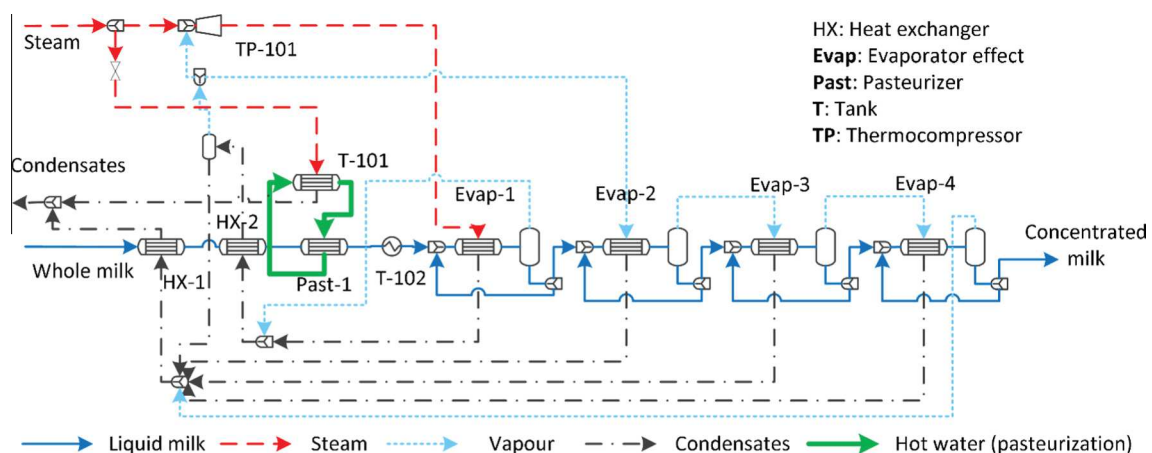 Steam
TP-101
HX: Heat exchanger
Evap: Evaporator effect
Past: Pasteurizer
T: Tank
TP: Thermocompressor
Condensates
T-101
Evap-1
Evap-2
Evap-3
Evap-4
HX-2
Whole milk
HX-1
Past-1
T-102
Concentrated
milk
Liquid milk
Steam
Vapour
Condensates
Hot water (pasteurization)